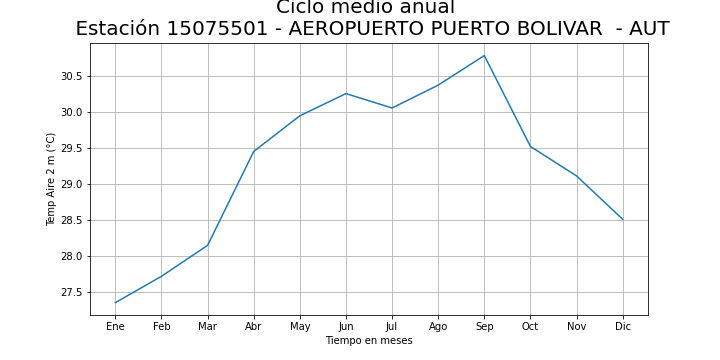 Ciclo medio anual
Estación 15075501 - AEROPUERTO PUERTO BOLIVAR  - AUT
30.5
30.0
29.5
29.0
28.5
28.0
27.5
Temp Aire 2 m (°C)
Ene Feb Mar Abr May Jun Jul Ago Sep Oct Nov Dic
Tiempo en meses